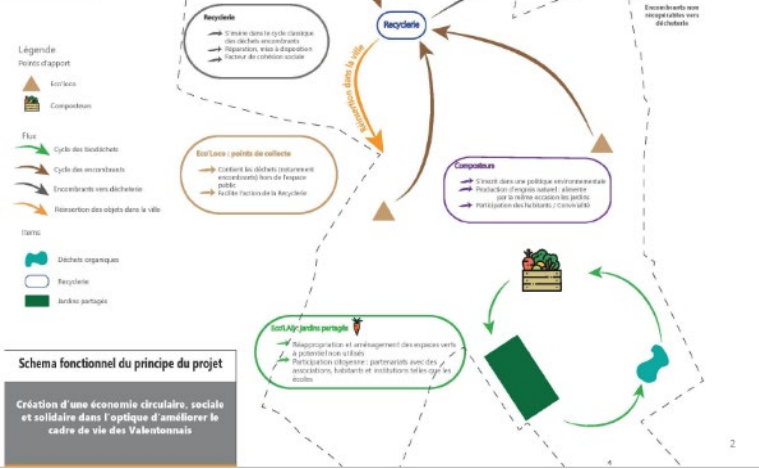 Recyclerie
S'insère dans le cycle classique
des déchets encombrants
Réparation, mise à disposition
Facteur de cohésion sociale
Recyclerie
Encombrants non
récupérables vers
déchèterie
Réinsertion dans la ville
Légende
Points d'apport
Eco'locs
Composteurs
Flux
Cycle des biodéchets
Cycle des encombrants
Encombrants vers déchèterie
Réinsertion des objets dans la ville
Items
Déchets organiques
Recyclerie
Jardins partagés
Eco'Locs : points de collecte
Contient les déchets (notamment
encombrants) hors de l'espace
public
Facilite l'action de la Recyclerie
Composteurs
S'inscrit dans une politique environnementale
Production d'engrais naturel : alimente
par la même occasion les jardins
Participation des habitants / Convivialité
jardins partagés
Réappropriation et aménagement des espaces verts
à potentiel non utilisés
Participation citoyenne : partenariats avec des
associations, habitants et institutions telles que les
écoles
Schema fonctionnel du principe du projet
Création d'une économie circulaire, sociale
et solidaire dans l'optique d'améliorer le
cadre de vie des Valentonnais
2